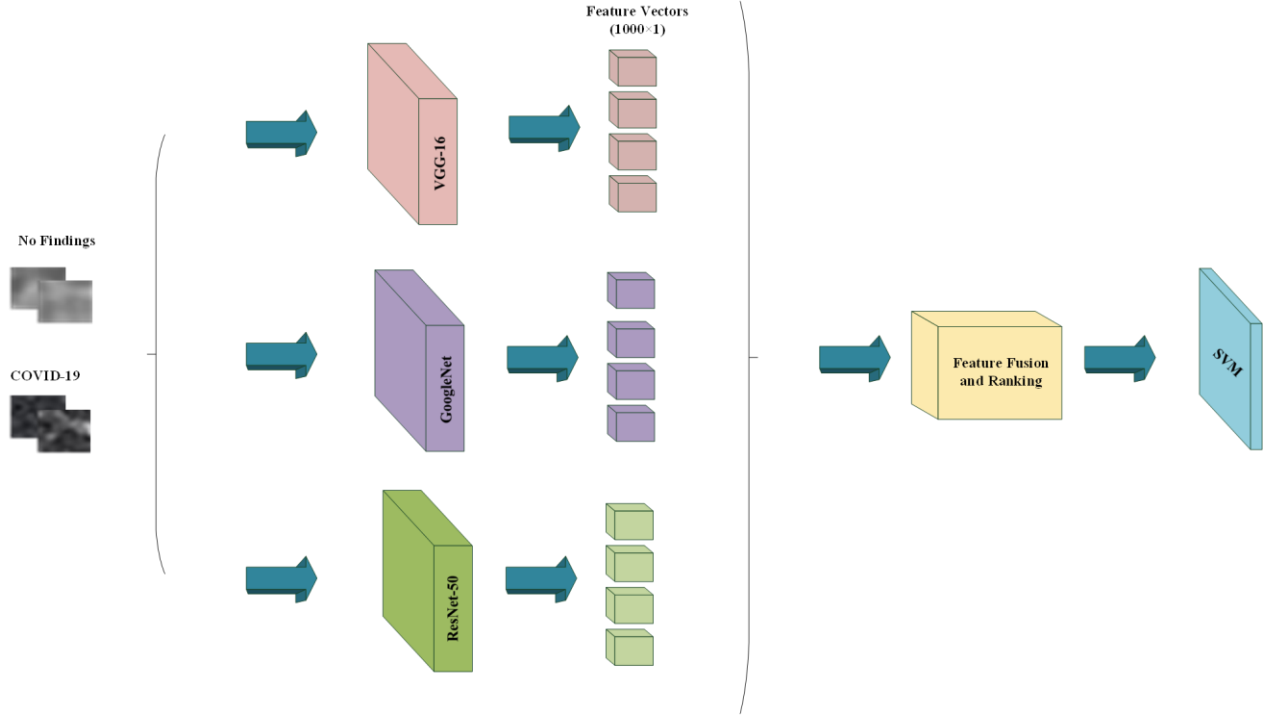 Feature Vectors
(1000×1)
VGG-16
No Findings
COVID-19
GoogleNet
ResNet-50
Feature Fusion
and Ranking
SVM